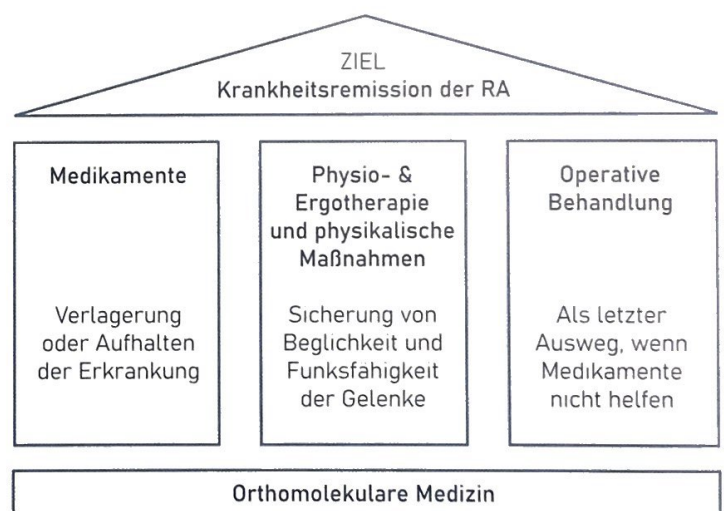 ZIEL
Krankheitsremission der RA
Medikamente
Verlagerung
oder Aufhalten
der Erkrankung
Physio- &
Ergotherapie
und physikalische
Maßnahmen
Sicherung von
Beglichkeit und
Funksfähigkeit
der Gelenke
Operative
Behandlung
Als letzter
Ausweg, wenn
Medikamente
nicht helfen
Orthomolekulare Medizin